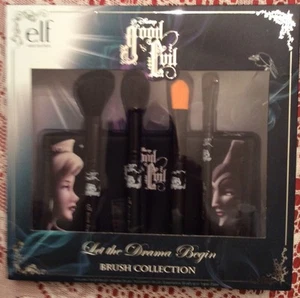 elf
Disney
Good
Evil
Good
Evil
Let the Drama Begin
BRUSH COLLECTION